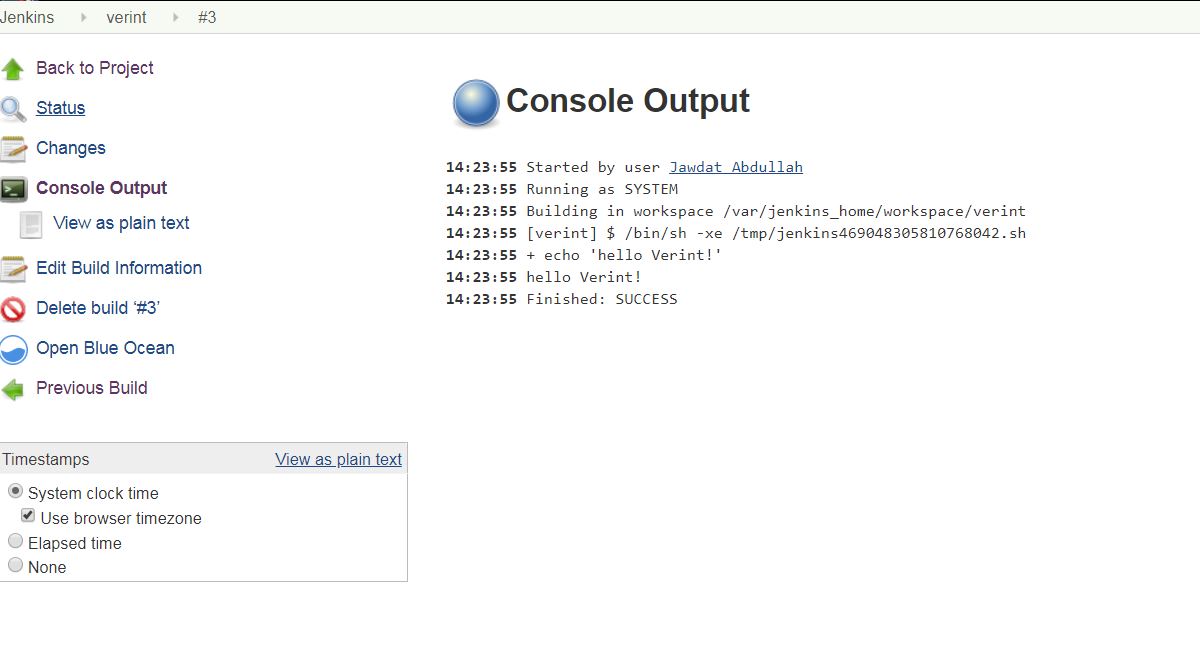 Jenkins verint #3
Back to Project
Status
Changes
Console Output
View as plain text
Edit Build Information
Delete build ‘#3’
Open Blue Ocean
Previous Build
Timestamps View as plain text
System clock time
Use browser timezone
Elapsed time
None
Console Output
14:23:55 Started by user Jawdat Abdullah
14:23:55 Running as SYSTEM
14:23:55 Building in workspace /var/jenkins_home/workspace/verint
14:23:55 [verint] $ /bin/sh -xe /tmp/jenkins469048305810768042.sh
14:23:55 + echo 'hello Verint!'
14:23:55 hello Verint!
14:23:55 Finished: SUCCESS